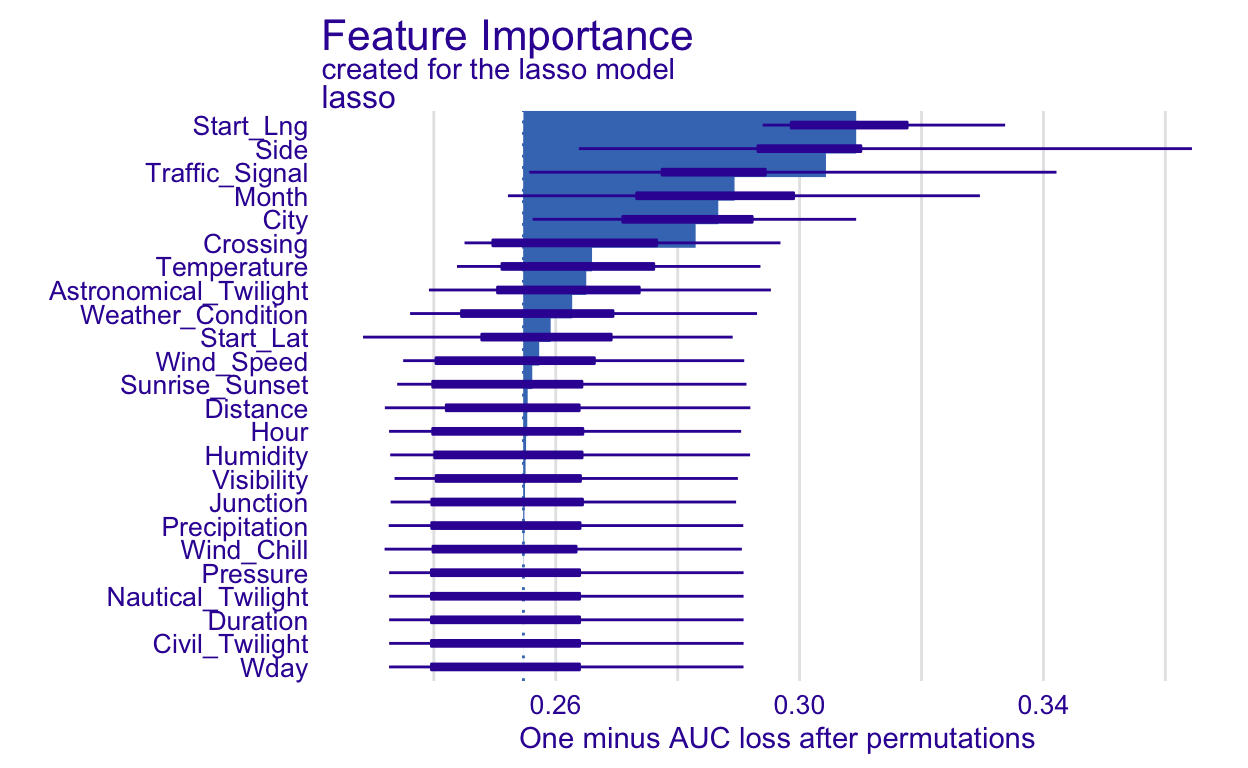 Feature Importance
created for the lasso model
lasso
Start_Lng
Side
Traffic_Signal
Month
City
Crossing
Temperature
Astronomical_Twilight
Weather_Condition
Start_Lat
Wind_Speed
Sunrise_Sunset
Distance
Hour
Humidity
Visibility
Junction
Precipitation
Wind_Chill
Pressure
Nautical_Twilight
Duration
Civil_Twilight
Wday
0.26 0.30 0.34
One minus AUC loss after permutations